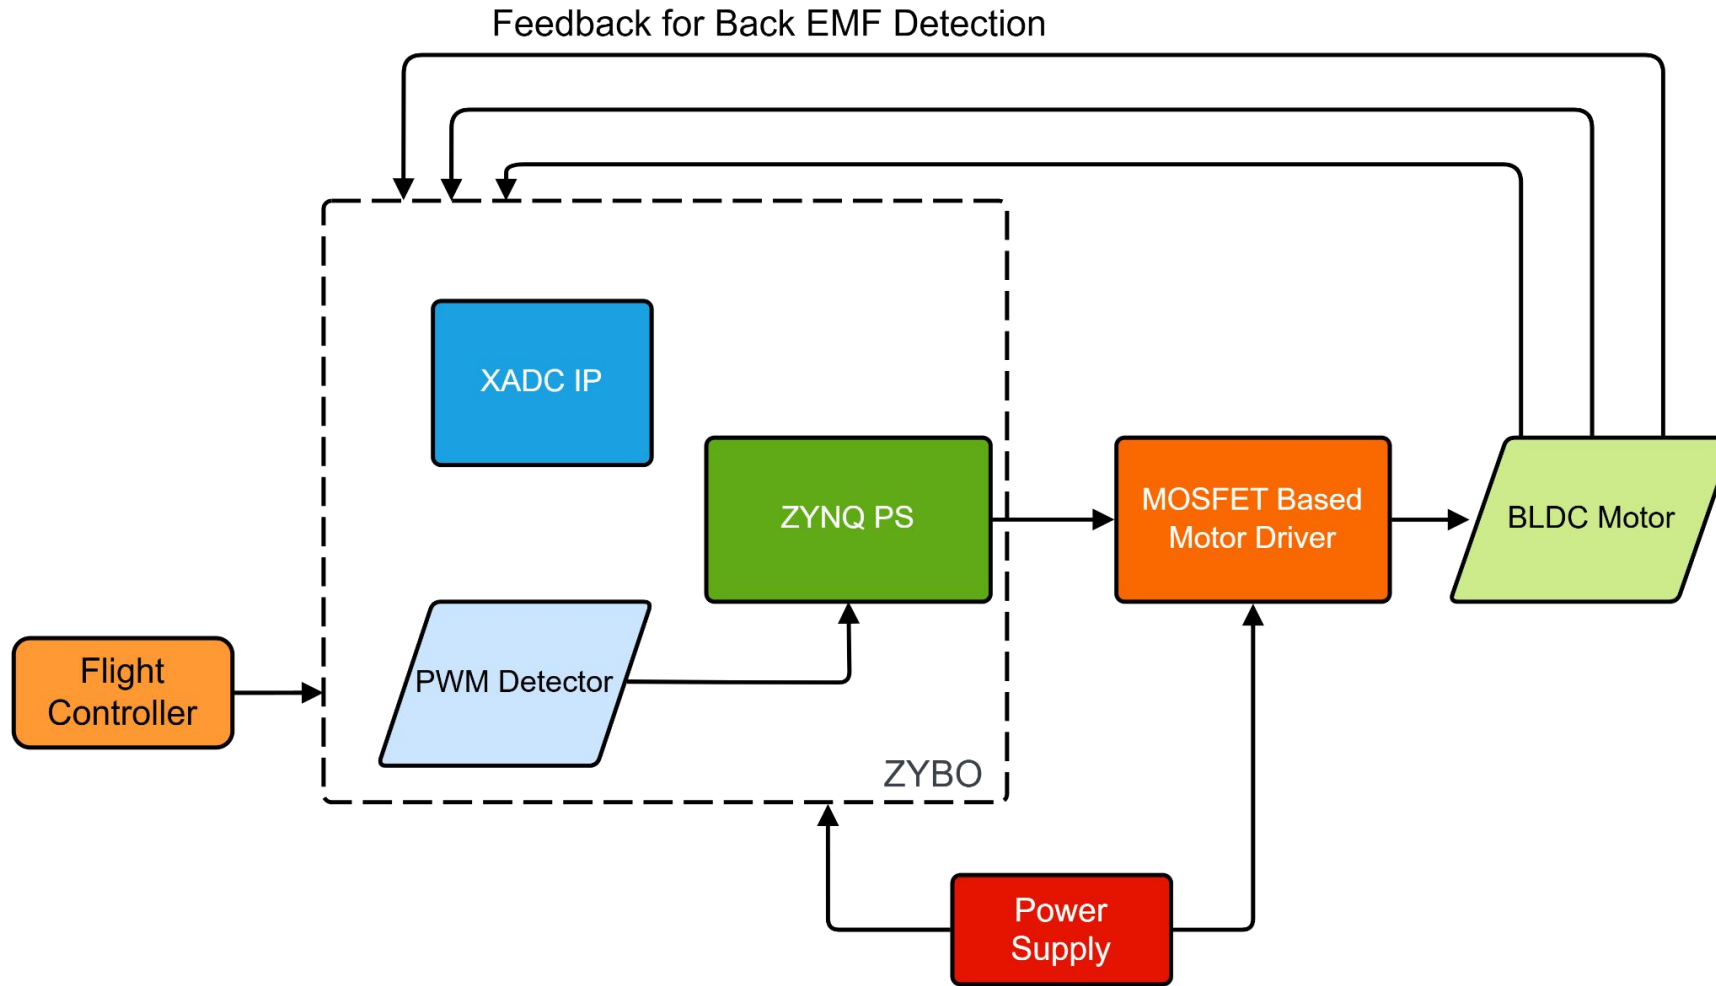 Feedback for Back EMF Detection
XADC IP
ZYNQ PS
MOSFET Based
Motor Driver
BLDC Motor
Flight
Controller
PWM Detector
ZYBO
Power
Supply